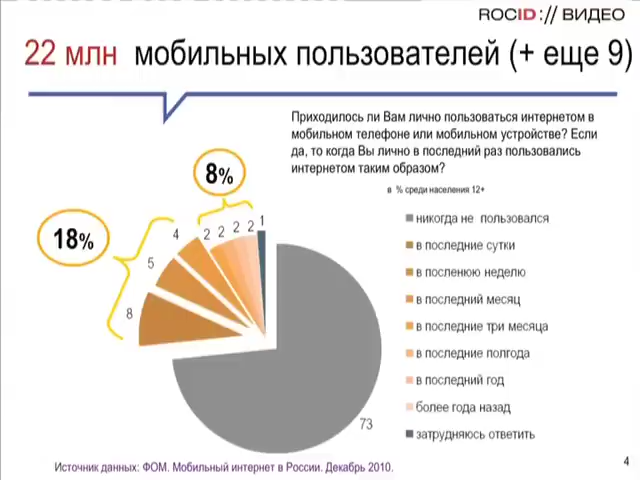 ROCID:// ВИДЕО
22 млн мобильных пользователей (+ еще 9)
Приходилось ли Вам лично пользоваться интернетом в
мобильном телефоне или мобильном устройстве? Если
да, то когда Вы лично в последний раз пользовались
интернетом таким образом?
в % среди населения 12+
8%
18%
4
2
2
2
2
1
5
8
73
никогда не пользовался
в последние сутки
в посленюю неделю
в последний месяц
в последние три месяца
в последние полгода
в последний год
более года назад
затрудняюсь ответить
Источник данных: ФОМ. Мобильный интернет в России. Декабрь 2010.
4